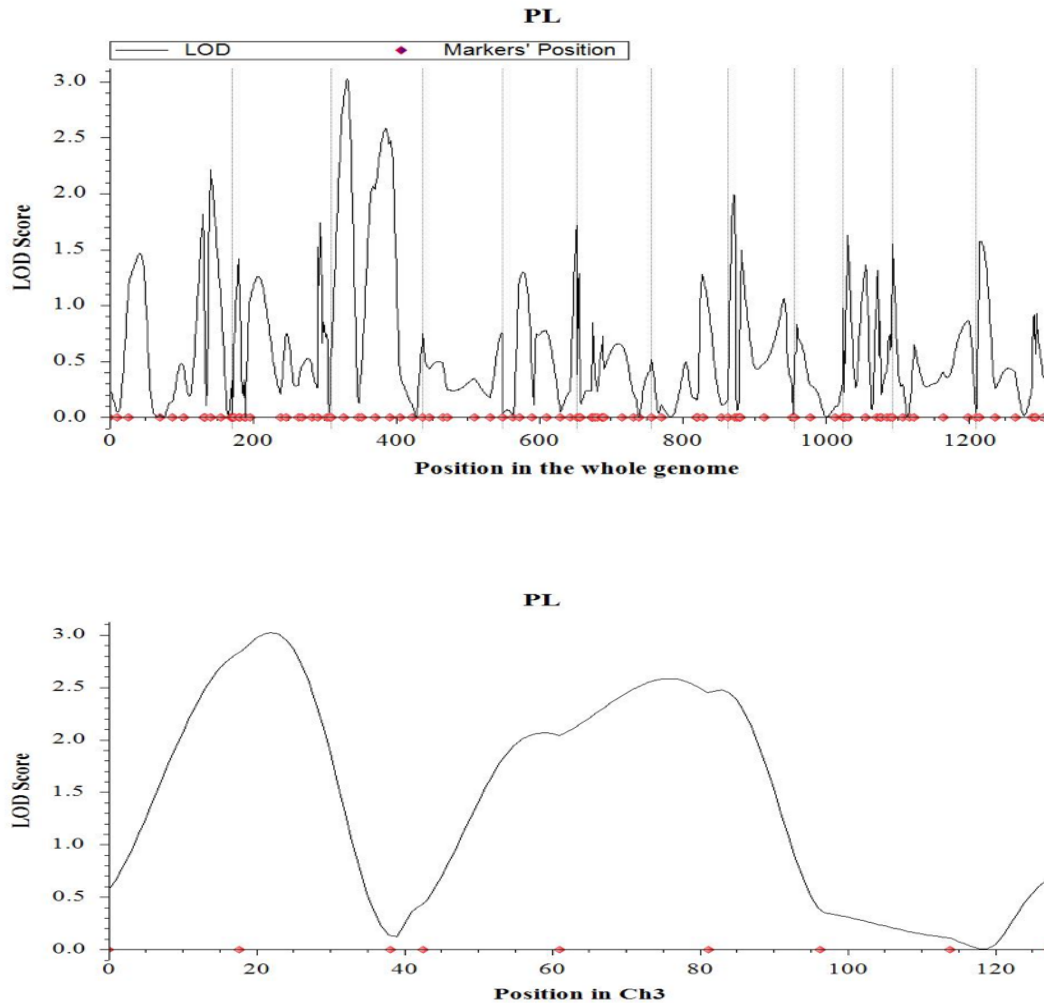 PL
LOD Markers' Position
3.0
2.5
2.0
1.5
1.0
0.5
0.0
LOD Score
0 200 400 600 800 1000 1200
Position in the whole genome
PL
3.0
2.5
2.0
1.5
1.0
0.5
0.0
LOD Score
0 20 40 60 80 100 120
Position in Ch3